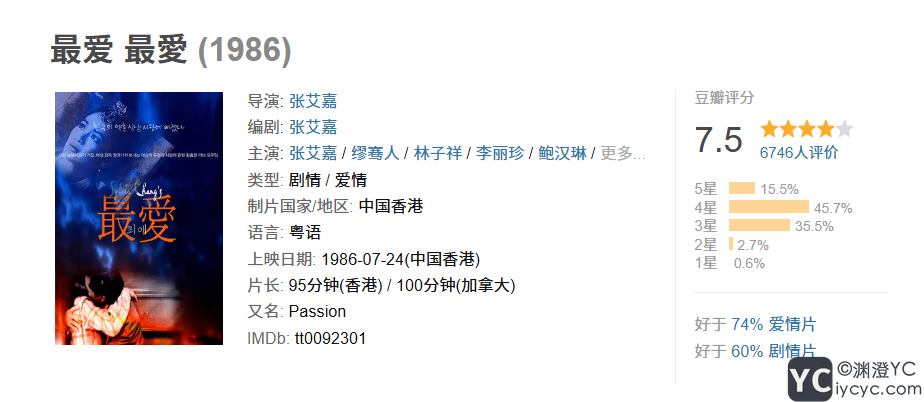 最爱 最愛 (1986)
Chang's
最愛
최애
导演: 张艾嘉
编剧: 张艾嘉
主演: 张艾嘉 / 缪骞人 / 林子祥 / 李丽珍 / 鲍汉琳 / 更多...
类型: 剧情 / 爱情
制片国家/地区: 中国香港
语言: 粤语
上映日期: 1986-07-24(中国香港)
片长: 95分钟(香港) / 100分钟(加拿大)
又名: Passion
IMDb: tt0092301
豆瓣评分
7.5
6746人评价
5星 15.5%
4星 45.7%
3星 35.5%
2星 2.7%
1星 0.6%
好于 74% 爱情片
好于 60% 剧情片
YC ©渊澄YC
iycyc.com